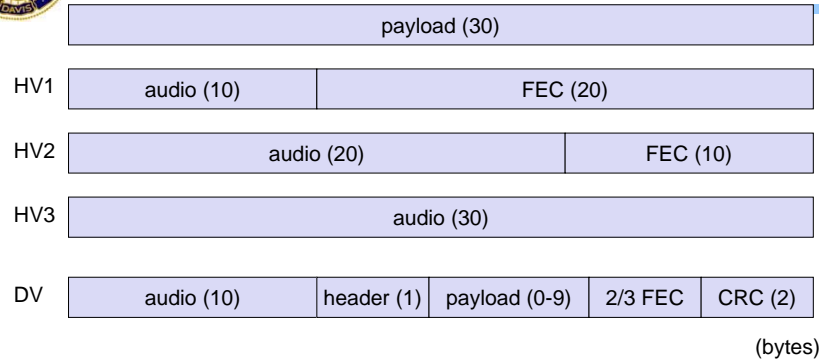 DAVIS
payload (30)
HV1 audio (10) FEC (20)
HV2 audio (20) FEC (10)
HV3 audio (30)
DV audio (10) header (1) payload (0-9) 2/3 FEC CRC (2)
(bytes)